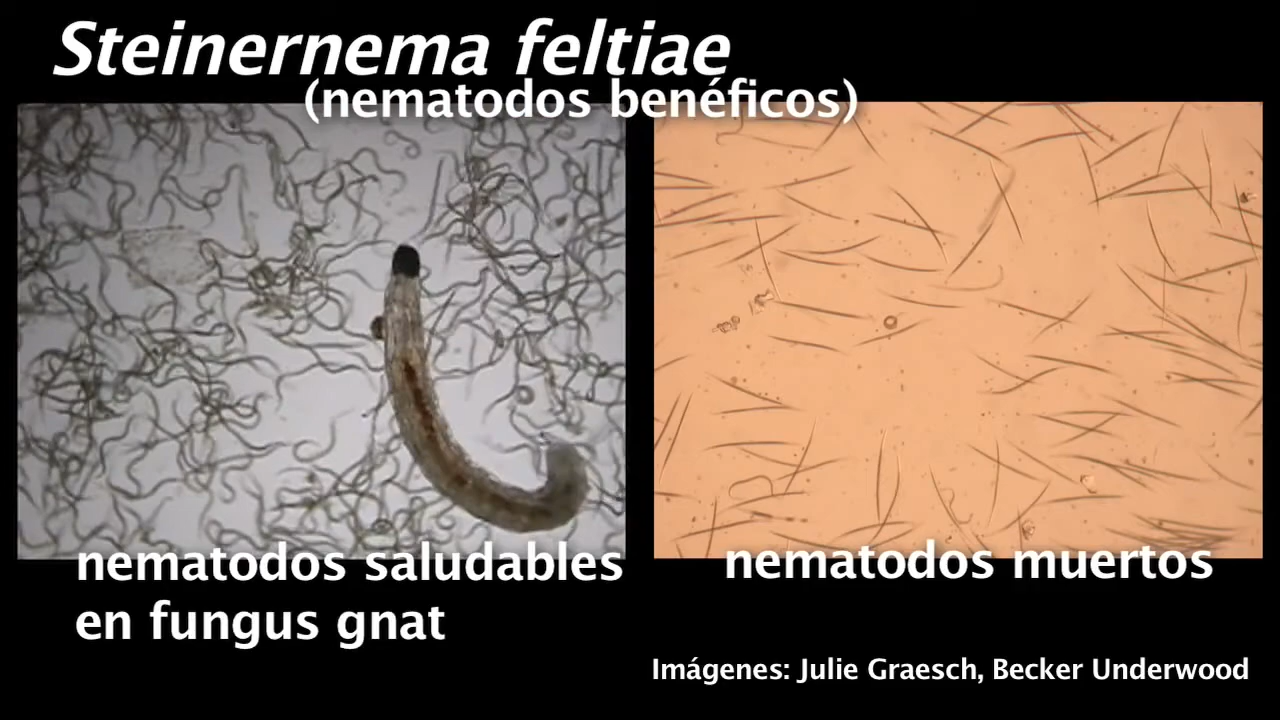 Steinernema feltiae
(nematodos benéficos)
nematodos saludables
en fungus gnat
nematodos muertos
Imágenes: Julie Graesch, Becker Underwood